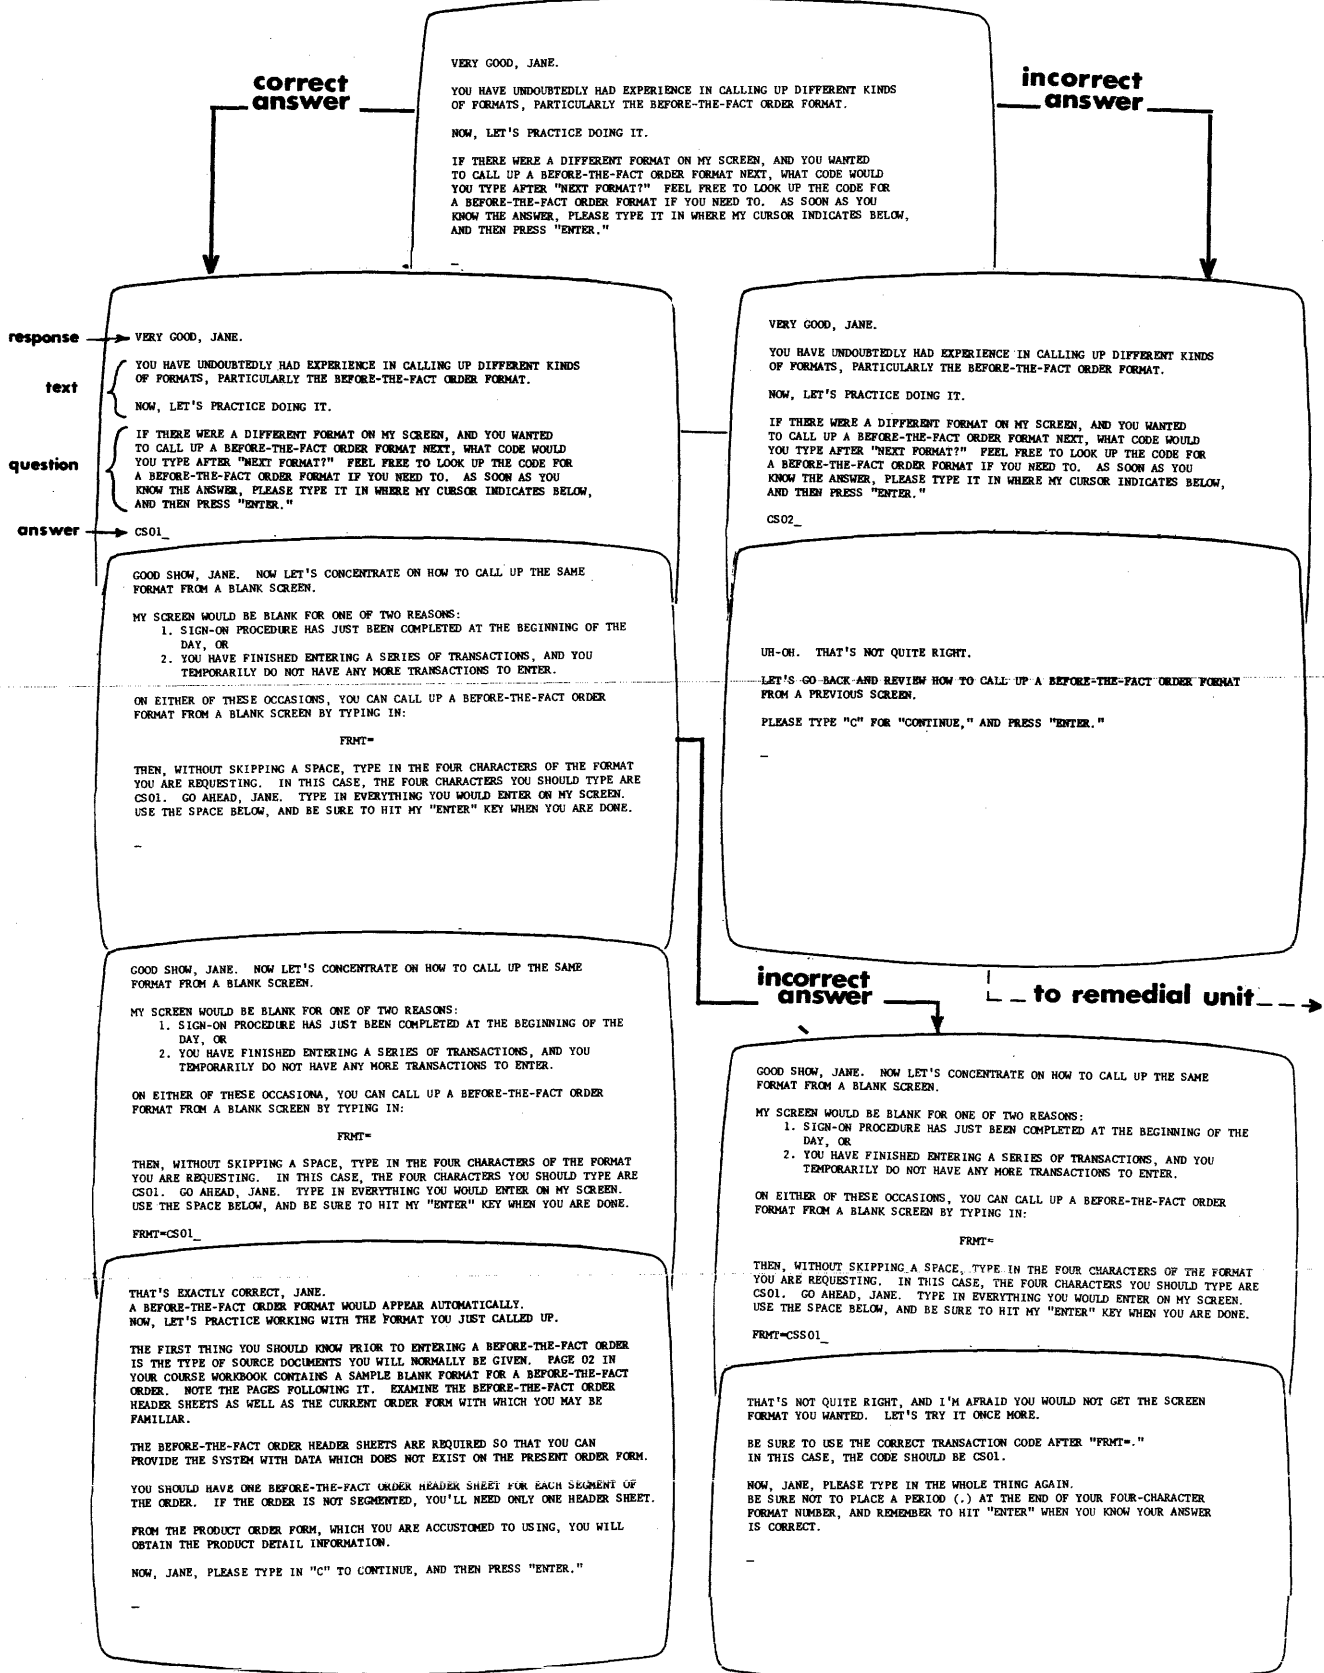 correct
answer
incorrect
answer
VERY GOOD, JANE.
YOU HAVE UNDOUBTEDLY HAD EXPERIENCE IN CALLING UP DIFFERENT KINDS
OF FORMATS, PARTICULARLY THE BEFORE-THE-FACT ORDER FORMAT.
NOW, LET'S PRACTICE DOING IT.
IF THERE WERE A DIFFERENT FORMAT ON MY SCREEN, AND YOU WANTED
TO CALL UP A BEFORE-THE-FACT ORDER FORMAT NEXT, WHAT CODE WOULD
YOU TYPE AFTER "NEXT FORMAT?" FEEL FREE TO LOOK UP THE CODE FOR
A BEFORE-THE-FACT ORDER FORMAT IF YOU NEED TO. AS SOON AS YOU
KNOW THE ANSWER, PLEASE TYPE IT IN WHERE MY CURSOR INDICATES BELOW,
AND THEN PRESS "ENTER."
_
response
text
question
answer
VERY GOOD, JANE.
YOU HAVE UNDOUBTEDLY HAD EXPERIENCE IN CALLING UP DIFFERENT KINDS
OF FORMATS, PARTICULARLY THE BEFORE-THE-FACT ORDER FORMAT.
NOW, LET'S PRACTICE DOING IT.
IF THERE WERE A DIFFERENT FORMAT ON MY SCREEN, AND YOU WANTED
TO CALL UP A BEFORE-THE-FACT ORDER FORMAT NEXT, WHAT CODE WOULD
YOU TYPE AFTER "NEXT FORMAT?" FEEL FREE TO LOOK UP THE CODE FOR
A BEFORE-THE-FACT ORDER FORMAT IF YOU NEED TO. AS SOON AS YOU
KNOW THE ANSWER, PLEASE TYPE IT IN WHERE MY CURSOR INDICATES BELOW,
AND THEN PRESS "ENTER."
CS01_
GOOD SHOW, JANE. NOW LET'S CONCENTRATE ON HOW TO CALL UP THE SAME
FORMAT FROM A BLANK SCREEN.
MY SCREEN WOULD BE BLANK FOR ONE OF TWO REASONS:
1. SIGN-ON PROCEDURE HAS JUST BEEN COMPLETED AT THE BEGINNING OF THE
DAY, OR
2. YOU HAVE FINISHED ENTERING A SERIES OF TRANSACTIONS, AND YOU
TEMPORARILY DO NOT HAVE ANY MORE TRANSACTIONS TO ENTER.
ON EITHER OF THESE OCCASIONS, YOU CAN CALL UP A BEFORE-THE-FACT ORDER
FORMAT FROM A BLANK SCREEN BY TYPING IN:
FRMT=
THEN, WITHOUT SKIPPING A SPACE, TYPE IN THE FOUR CHARACTERS OF THE FORMAT
YOU ARE REQUESTING. IN THIS CASE, THE FOUR CHARACTERS YOU SHOULD TYPE ARE
CS01. GO AHEAD, JANE. TYPE IN EVERYTHING YOU WOULD ENTER ON MY SCREEN.
USE THE SPACE BELOW, AND BE SURE TO HIT MY "ENTER" KEY WHEN YOU ARE DONE.
_
GOOD SHOW, JANE. NOW LET'S CONCENTRATE ON HOW TO CALL UP THE SAME
FORMAT FROM A BLANK SCREEN.
MY SCREEN WOULD BE BLANK FOR ONE OF TWO REASONS:
1. SIGN-ON PROCEDURE HAS JUST BEEN COMPLETED AT THE BEGINNING OF THE
DAY, OR
2. YOU HAVE FINISHED ENTERING A SERIES OF TRANSACTIONS, AND YOU
TEMPORARILY DO NOT HAVE ANY MORE TRANSACTIONS TO ENTER.
ON EITHER OF THESE OCCASIONA, YOU CAN CALL UP A BEFORE-THE-FACT ORDER
FORMAT FROM A BLANK SCREEN BY TYPING IN:
FRMT=
THEN, WITHOUT SKIPPING A SPACE, TYPE IN THE FOUR CHARACTERS OF THE FORMAT
YOU ARE REQUESTING. IN THIS CASE, THE FOUR CHARACTERS YOU SHOULD TYPE ARE
CS01. GO AHEAD, JANE. TYPE IN EVERYTHING YOU WOULD ENTER ON MY SCREEN.
USE THE SPACE BELOW, AND BE SURE TO HIT MY "ENTER" KEY WHEN YOU ARE DONE.
FRMT=CS01_
THAT'S EXACTLY CORRECT, JANE.
A BEFORE-THE-FACT ORDER FORMAT WOULD APPEAR AUTOMATICALLY.
NOW, LET'S PRACTICE WORKING WITH THE FORMAT YOU JUST CALLED UP.
THE FIRST THING YOU SHOULD KNOW PRIOR TO ENTERING A BEFORE-THE-FACT ORDER
IS THE TYPE OF SOURCE DOCUMENTS YOU WILL NORMALLY BE GIVEN. PAGE 02 IN
YOUR COURSE WORKBOOK CONTAINS A SAMPLE BLANK FORMAT FOR A BEFORE-THE-FACT
ORDER. NOTE THE PAGES FOLLOWING IT. EXAMINE THE BEFORE-THE-FACT ORDER
HEADER SHEETS AS WELL AS THE CURRENT ORDER FORM WITH WHICH YOU MAY BE
FAMILIAR.
THE BEFORE-THE-FACT ORDER HEADER SHEETS ARE REQUIRED SO THAT YOU CAN
PROVIDE THE SYSTEM WITH DATA WHICH DOES NOT EXIST ON THE PRESENT ORDER FORM.
YOU SHOULD HAVE ONE BEFORE-THE-FACT ORDER HEADER SHEET FOR EACH SEGMENT OF
THE ORDER. IF THE ORDER IS NOT SEGMENTED, YOU'LL NEED ONLY ONE HEADER SHEET.
FROM THE PRODUCT ORDER FORM, WHICH YOU ARE ACCUSTOMED TO USING, YOU WILL
OBTAIN THE PRODUCT DETAIL INFORMATION.
NOW, JANE, PLEASE TYPE IN "C" TO CONTINUE, AND THEN PRESS "ENTER."
_
VERY GOOD, JANE.
YOU HAVE UNDOUBTEDLY HAD EXPERIENCE IN CALLING UP DIFFERENT KINDS
OF FORMATS, PARTICULARLY THE BEFORE-THE-FACT ORDER FORMAT.
NOW, LET'S PRACTICE DOING IT.
IF THERE WERE A DIFFERENT FORMAT ON MY SCREEN, AND YOU WANTED
TO CALL UP A BEFORE-THE-FACT ORDER FORMAT NEXT, WHAT CODE WOULD
YOU TYPE AFTER "NEXT FORMAT?" FEEL FREE TO LOOK UP THE CODE FOR
A BEFORE-THE-FACT ORDER FORMAT IF YOU NEED TO. AS SOON AS YOU
KNOW THE ANSWER, PLEASE TYPE IT IN WHERE MY CURSOR INDICATES BELOW,
AND THEN PRESS "ENTER."
CS02_
UH-OH. THAT'S NOT QUITE RIGHT.
LET'S GO BACK AND REVIEW HOW TO CALL UP A BEFORE-THE-FACT ORDER FORMAT
FROM A PREVIOUS SCREEN.
PLEASE TYPE "C" FOR "CONTINUE," AND PRESS "ENTER."
_
to remedial unit
incorrect
answer
GOOD SHOW, JANE. NOW LET'S CONCENTRATE ON HOW TO CALL UP THE SAME
FORMAT FROM A BLANK SCREEN.
MY SCREEN WOULD BE BLANK FOR ONE OF TWO REASONS:
1. SIGN-ON PROCEDURE HAS JUST BEEN COMPLETED AT THE BEGINNING OF THE
DAY, OR
2. YOU HAVE FINISHED ENTERING A SERIES OF TRANSACTIONS, AND YOU
TEMPORARILY DO NOT HAVE ANY MORE TRANSACTIONS TO ENTER.
ON EITHER OF THESE OCCASIONS, YOU CAN CALL UP A BEFORE-THE-FACT ORDER
FORMAT FROM A BLANK SCREEN BY TYPING IN:
FRMT=
THEN, WITHOUT SKIPPING A SPACE, TYPE IN THE FOUR CHARACTERS OF THE FORMAT
YOU ARE REQUESTING. IN THIS CASE, THE FOUR CHARACTERS YOU SHOULD TYPE ARE
CS01. GO AHEAD, JANE. TYPE IN EVERYTHING YOU WOULD ENTER ON MY SCREEN.
USE THE SPACE BELOW, AND BE SURE TO HIT MY "ENTER" KEY WHEN YOU ARE DONE.
FRMT=CSS01_
THAT'S NOT QUITE RIGHT, AND I'M AFRAID YOU WOULD NOT GET THE SCREEN
FORMAT YOU WANTED. LET'S TRY IT ONCE MORE.
BE SURE TO USE THE CORRECT TRANSACTION CODE AFTER "FRMT=."
IN THIS CASE, THE CODE SHOULD BE CS01.
NOW, JANE, PLEASE TYPE IN THE WHOLE THING AGAIN.
BE SURE NOT TO PLACE A PERIOD (.) AT THE END OF YOUR FOUR-CHARACTER
FORMAT NUMBER, AND REMEMBER TO HIT "ENTER" WHEN YOU KNOW YOUR ANSWER
IS CORRECT.
_